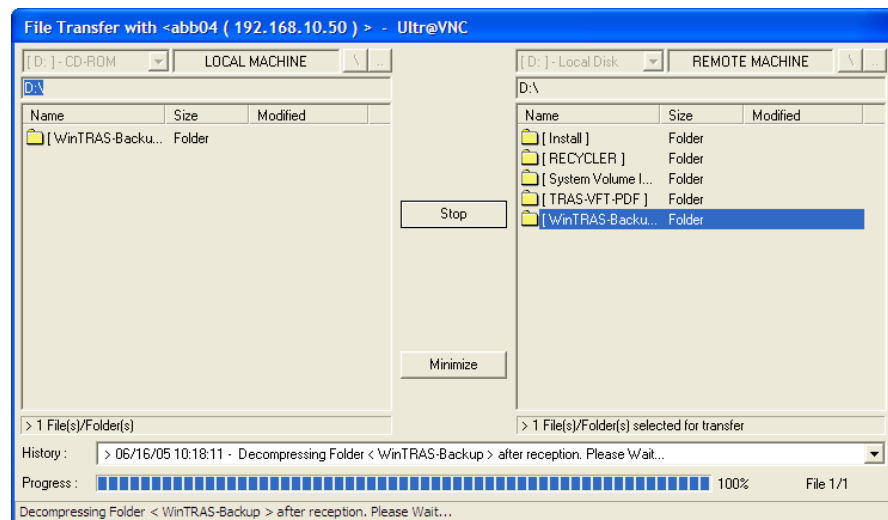 File Transfer with <abb04 ( 192.168.10.50 ) > - Ultr@VNC
[ D: ] - CD-ROM LOCAL MACHINE \ ..
[ D: ] - Local Disk REMOTE MACHINE \ ..
D:\
D:\
Name Size Modified
[ WinTRAS-Backu... Folder
Name Size Modified
[ Install ] Folder
[ RECYCLER ] Folder
[ System Volume I... Folder
[ TRAS-VFT-PDF ] Folder
[ WinTRAS-Backu... Folder
Stop
Minimize
> 1 File(s)/Folder(s)
> 1 File(s)/Folder(s) selected for transfer
History : > 06/16/05 10:18:11 - Decompressing Folder < WinTRAS-Backup > after reception. Please Wait...
Progress : 100% File 1/1
Decompressing Folder < WinTRAS-Backup > after reception. Please Wait...